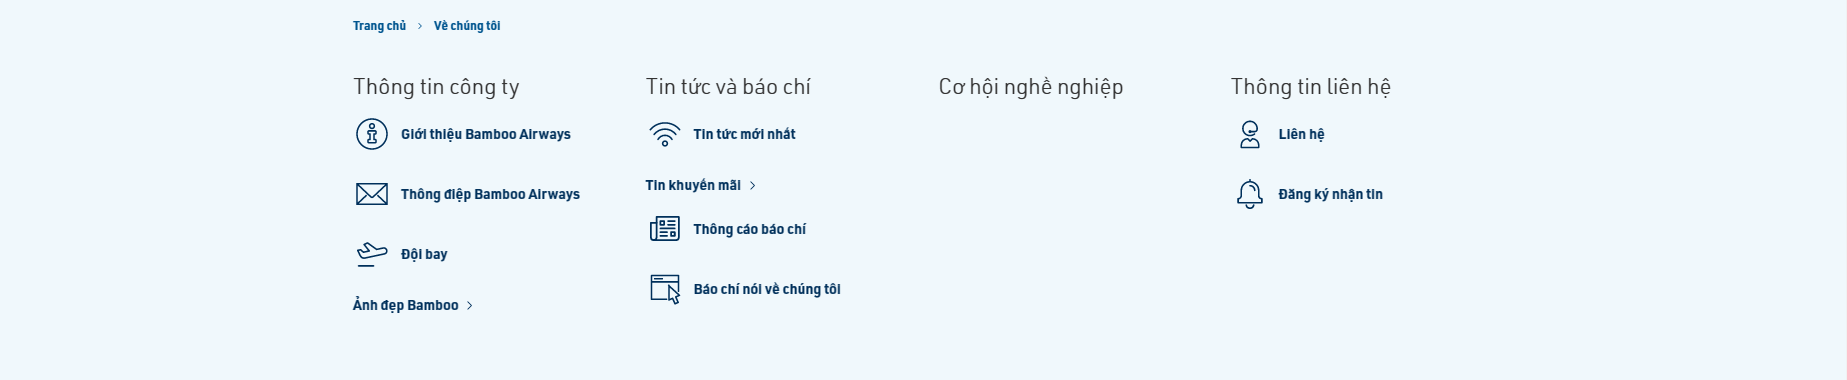 Trang chủ > Về chúng tôi
Thông tin công ty
Giới thiệu Bamboo Airways
Thông điệp Bamboo Airways
Đội bay
Ảnh đẹp Bamboo >
Tin tức và báo chí
Tin tức mới nhất
Tin khuyến mãi >
Thông cáo báo chí
Báo chí nói về chúng tôi
Cơ hội nghề nghiệp
Thông tin liên hệ
Liên hệ
Đăng ký nhận tin